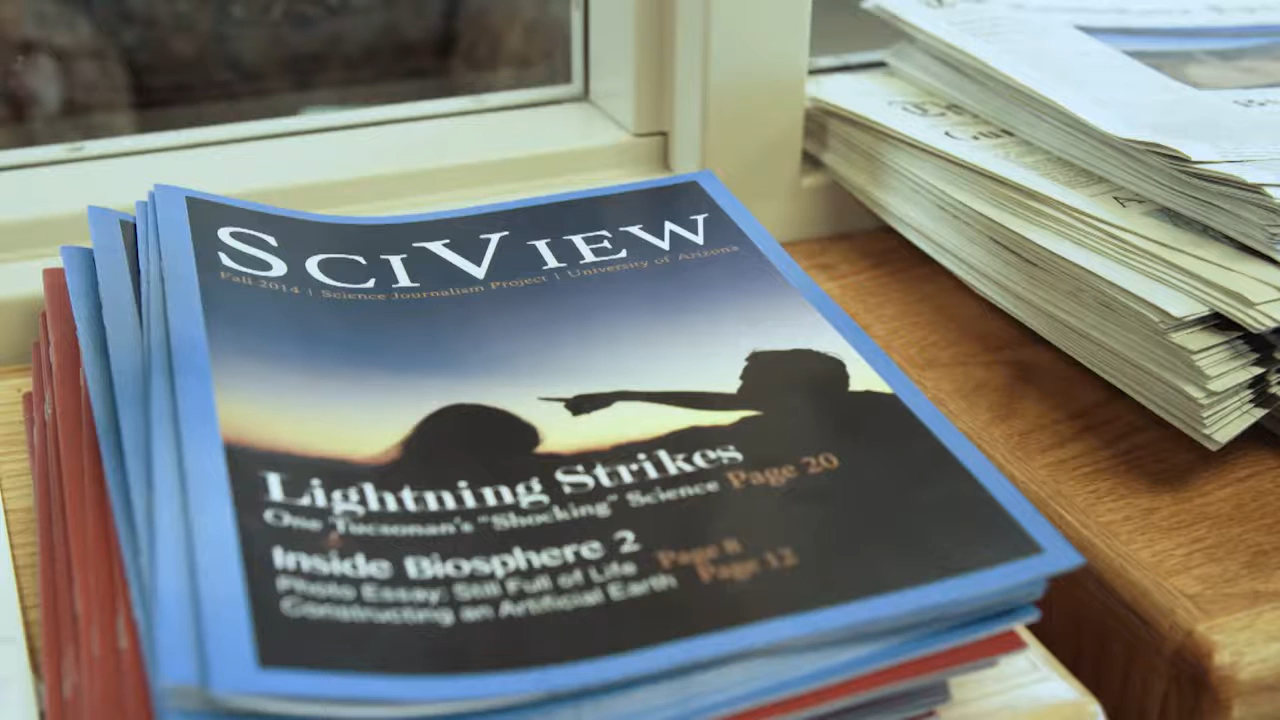 SCIVIEW
Fall 2014 | Science Journalism Project | University of Arizona
Lightning Strikes
One Tucsonan's "Shocking" Science Page 20
Inside Biosphere 2
Photo Essay: Still Full of Life Page 8
Constructing an Artificial Earth Page 12